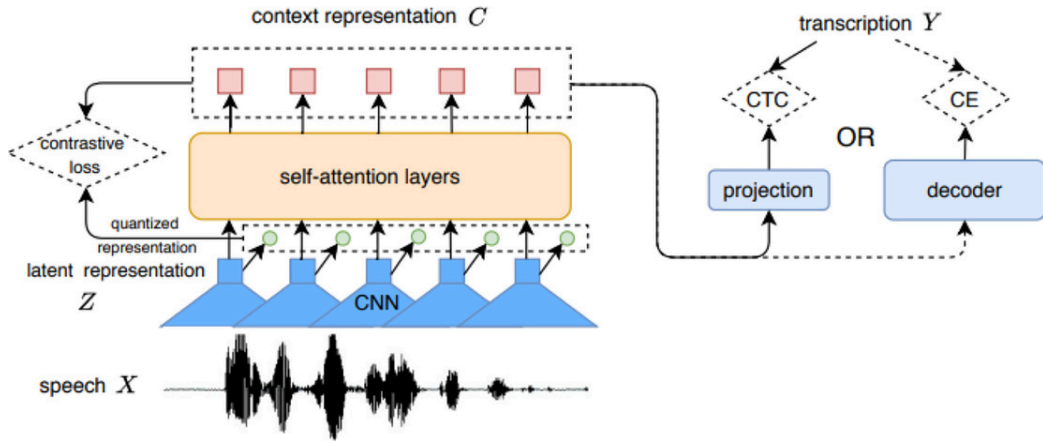 context representation C
transcription Y
CTC
CE
OR
contrastive
loss
self-attention layers
projection
decoder
quantized
representation
latent representation
Z
CNN
speech X